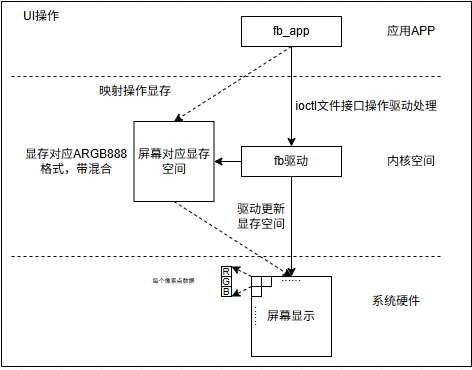 UI操作
fb_app
应用APP
映射操作显存
ioctl文件接口操作驱动处理
显存对应ARGB888
格式，带混合
屏幕对应显存
空间
fb驱动
内核空间
驱动更新
显存空间
每个像素点数据
R
G
B
......
......
屏幕显示
系统硬件